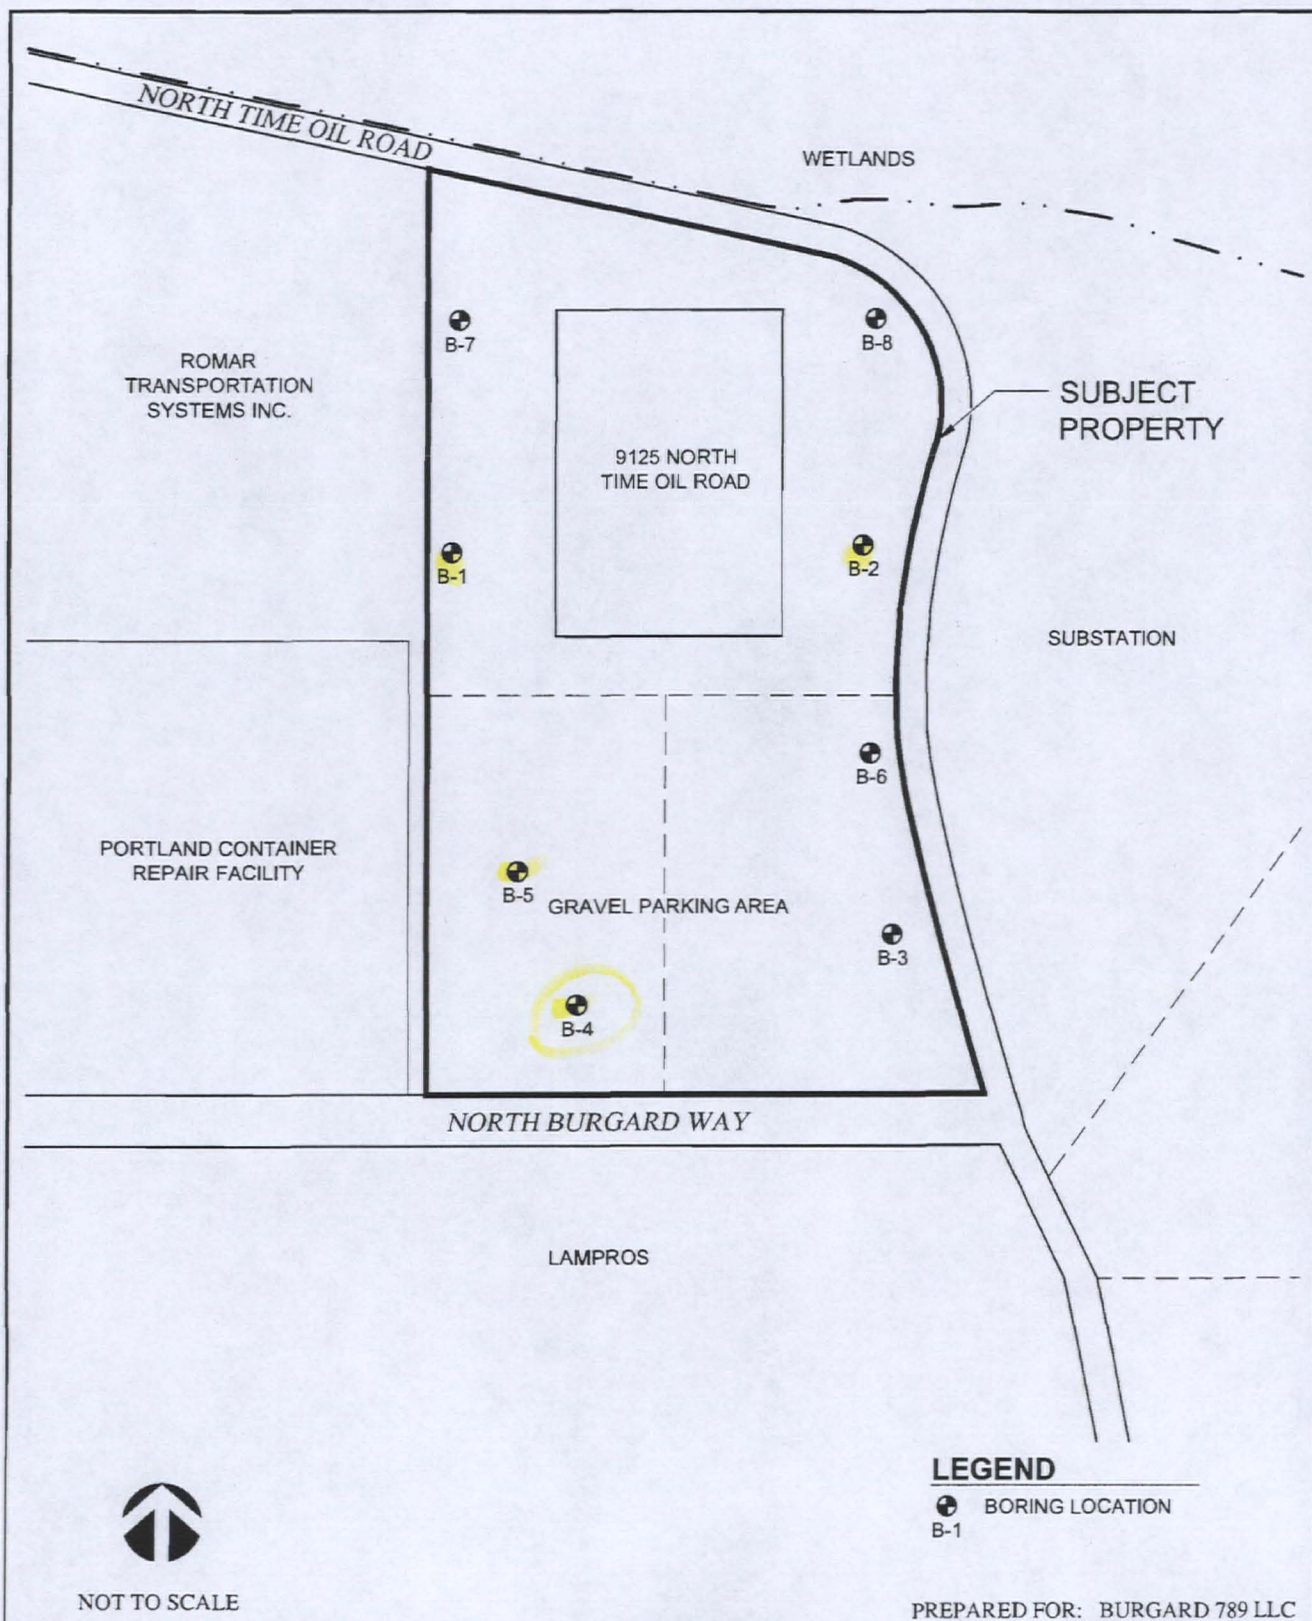 NORTH TIME OIL ROAD
WETLANDS
B-7
B-8
ROMAR
TRANSPORTATION
SYSTEMS INC.
SUBJECT
PROPERTY
9125 NORTH
TIME OIL ROAD
B-1
B-2
SUBSTATION
B-6
PORTLAND CONTAINER
REPAIR FACILITY
B-5
GRAVEL PARKING AREA
B-3
B-4
NORTH BURGARD WAY
LAMPROS
LEGEND
BORING LOCATION
B-1
NOT TO SCALE
PREPARED FOR: BURGARD 789 LLC